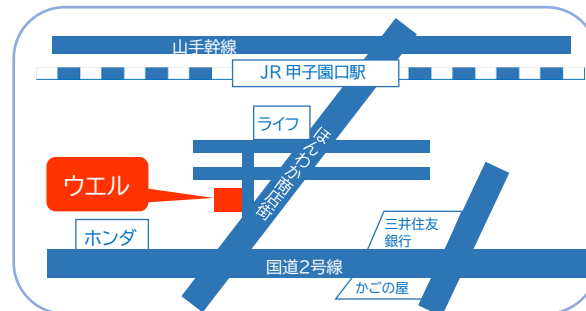 山手幹線
JR 甲子園口駅
ライフ
ほんわか商店街
ウエル
ホンダ
三井住友
銀行
国道2号線
かごの屋